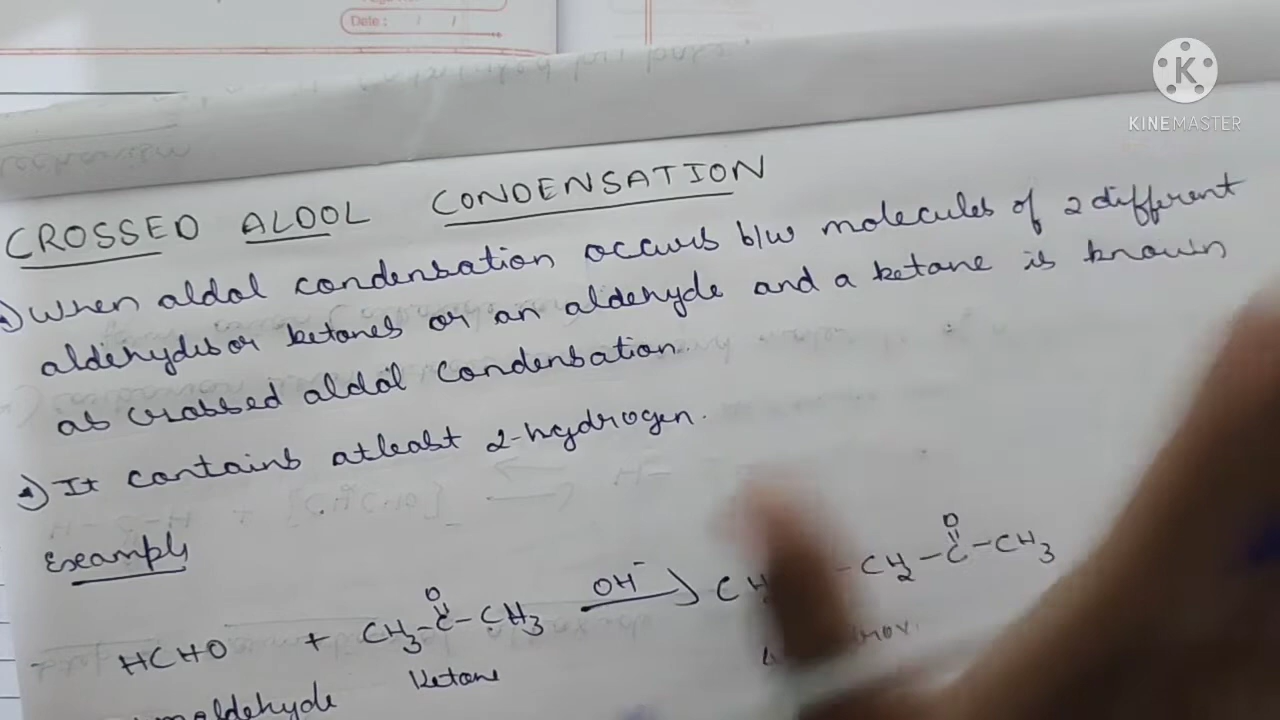 Date : / /
K
KINEMASTER
CROSSED ALDOL CONDENSATION
When aldol condensation occurs b/w molecules of 2 different
aldehydes or ketones or an aldehyde and a ketone is known
as crossed aldol condensation.
It contains atleast 2-hydrogen.
Example
HCHO + CH3-C-CH3 OH- CH -CH2-C-CH3
O O
Ketone